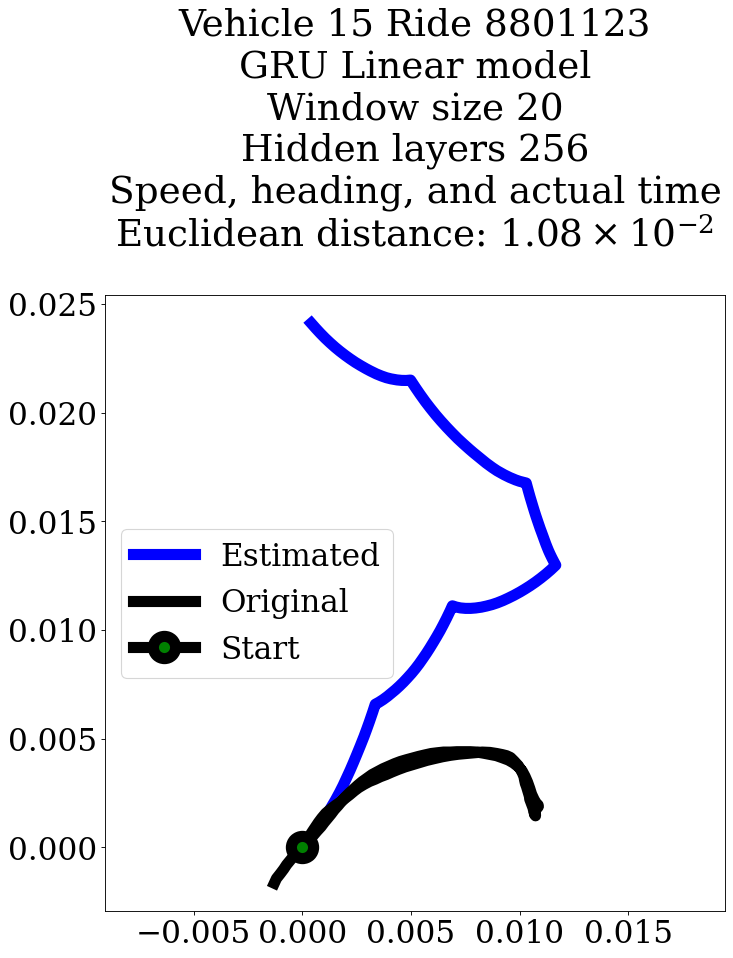 Vehicle 15 Ride 8801123
GRU Linear model
Window size 20
Hidden layers 256
Speed, heading, and actual time
Euclidean distance: 1.08 × 10⁻²
0.025
0.020
0.015
0.010
0.005
0.000
Estimated
Original
Start
−0.005 0.000 0.005 0.010 0.015